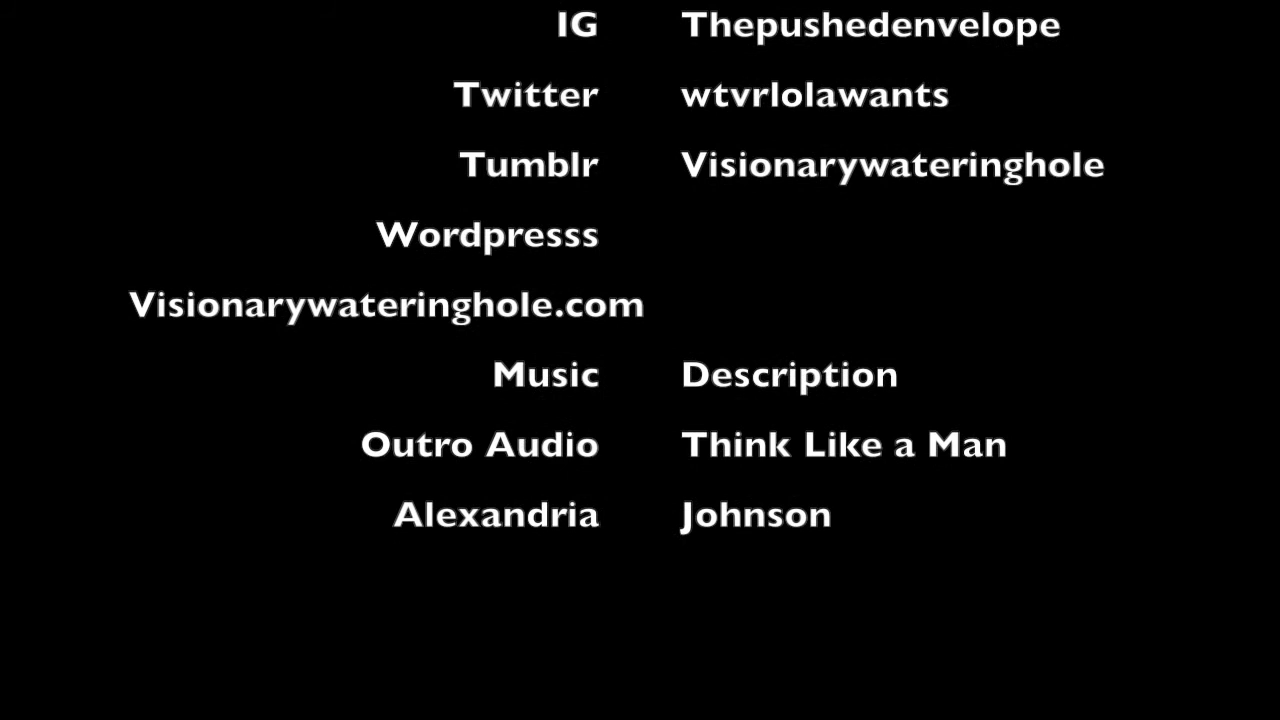 IG Thepushedenvelope
Twitter wtvrlolawants
Tumblr Visionarywateringhole
Wordpresss
Visionarywateringhole.com
Music Description
Outro Audio Think Like a Man
Alexandria Johnson